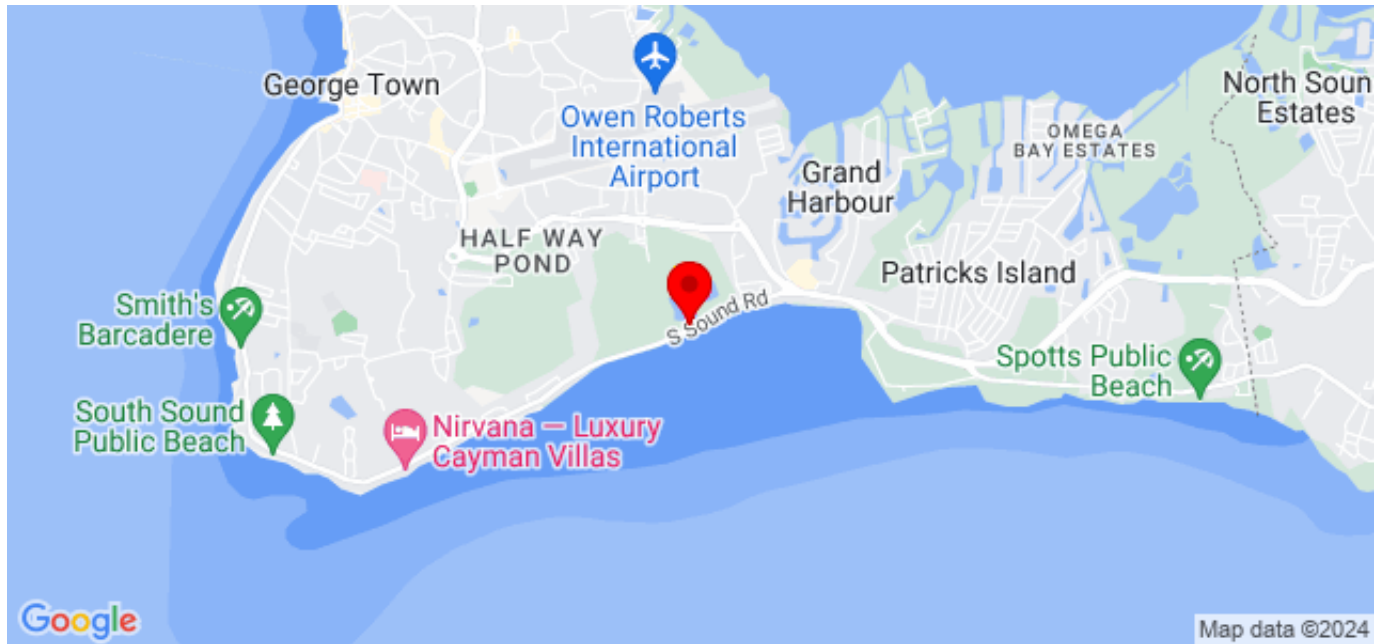 George Town
Owen Roberts
International
Airport
North Soun
Estates
OMEGA
BAY ESTATES
Grand
Harbour
HALF WAY
POND
Patricks Island
Smith's
Barcadere
S Sound Rd
Spotts Public
Beach
South Sound
Public Beach
Nirvana — Luxury
Cayman Villas
Google
Map data ©2024